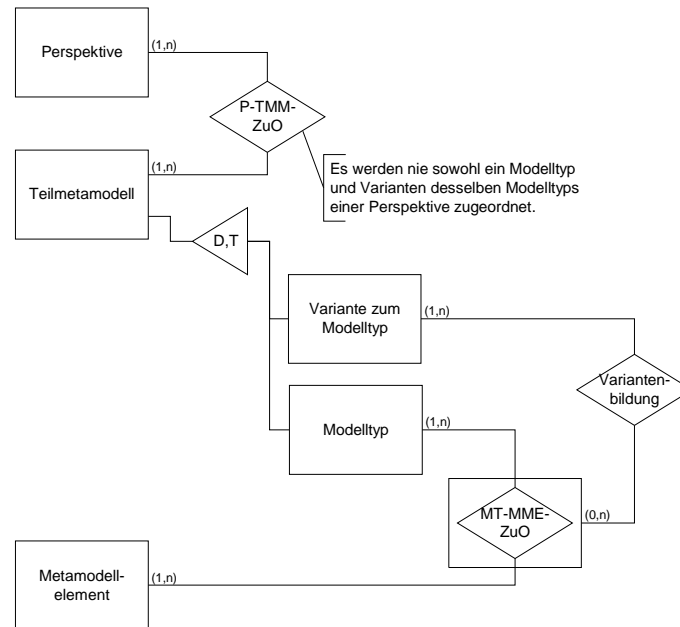 Perspektive
(1,n)
P-TMM-
ZuO
Teilmetamodell
(1,n)
Es werden nie sowohl ein Modelltyp
und Varianten desselben Modelltyps
einer Perspektive zugeordnet.
D,T
Variante zum
Modelltyp
(1,n)
Varianten-
bildung
Modelltyp
(1,n)
MT-MME-
ZuO
(0,n)
Metamodell-
element
(1,n)